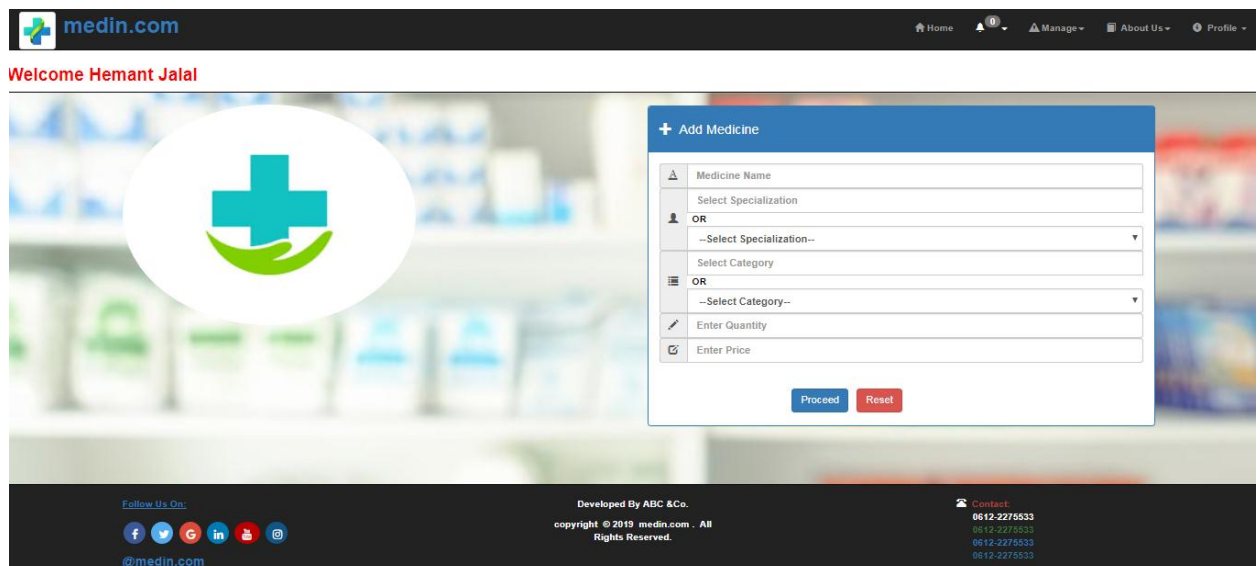 medin.com
Home 0 Manage About Us Profile
Welcome Hemant Jalal
Add Medicine
Medicine Name
Select Specialization
OR
--Select Specialization--
Select Category
OR
--Select Category--
Enter Quantity
Enter Price
Proceed Reset
Follow Us On:
@medin.com
Developed By ABC &Co.
copyright © 2019 medin.com . All
Rights Reserved.
Contact:
0612-2275533
0612-2275533
0612-2275533
0612-2275533